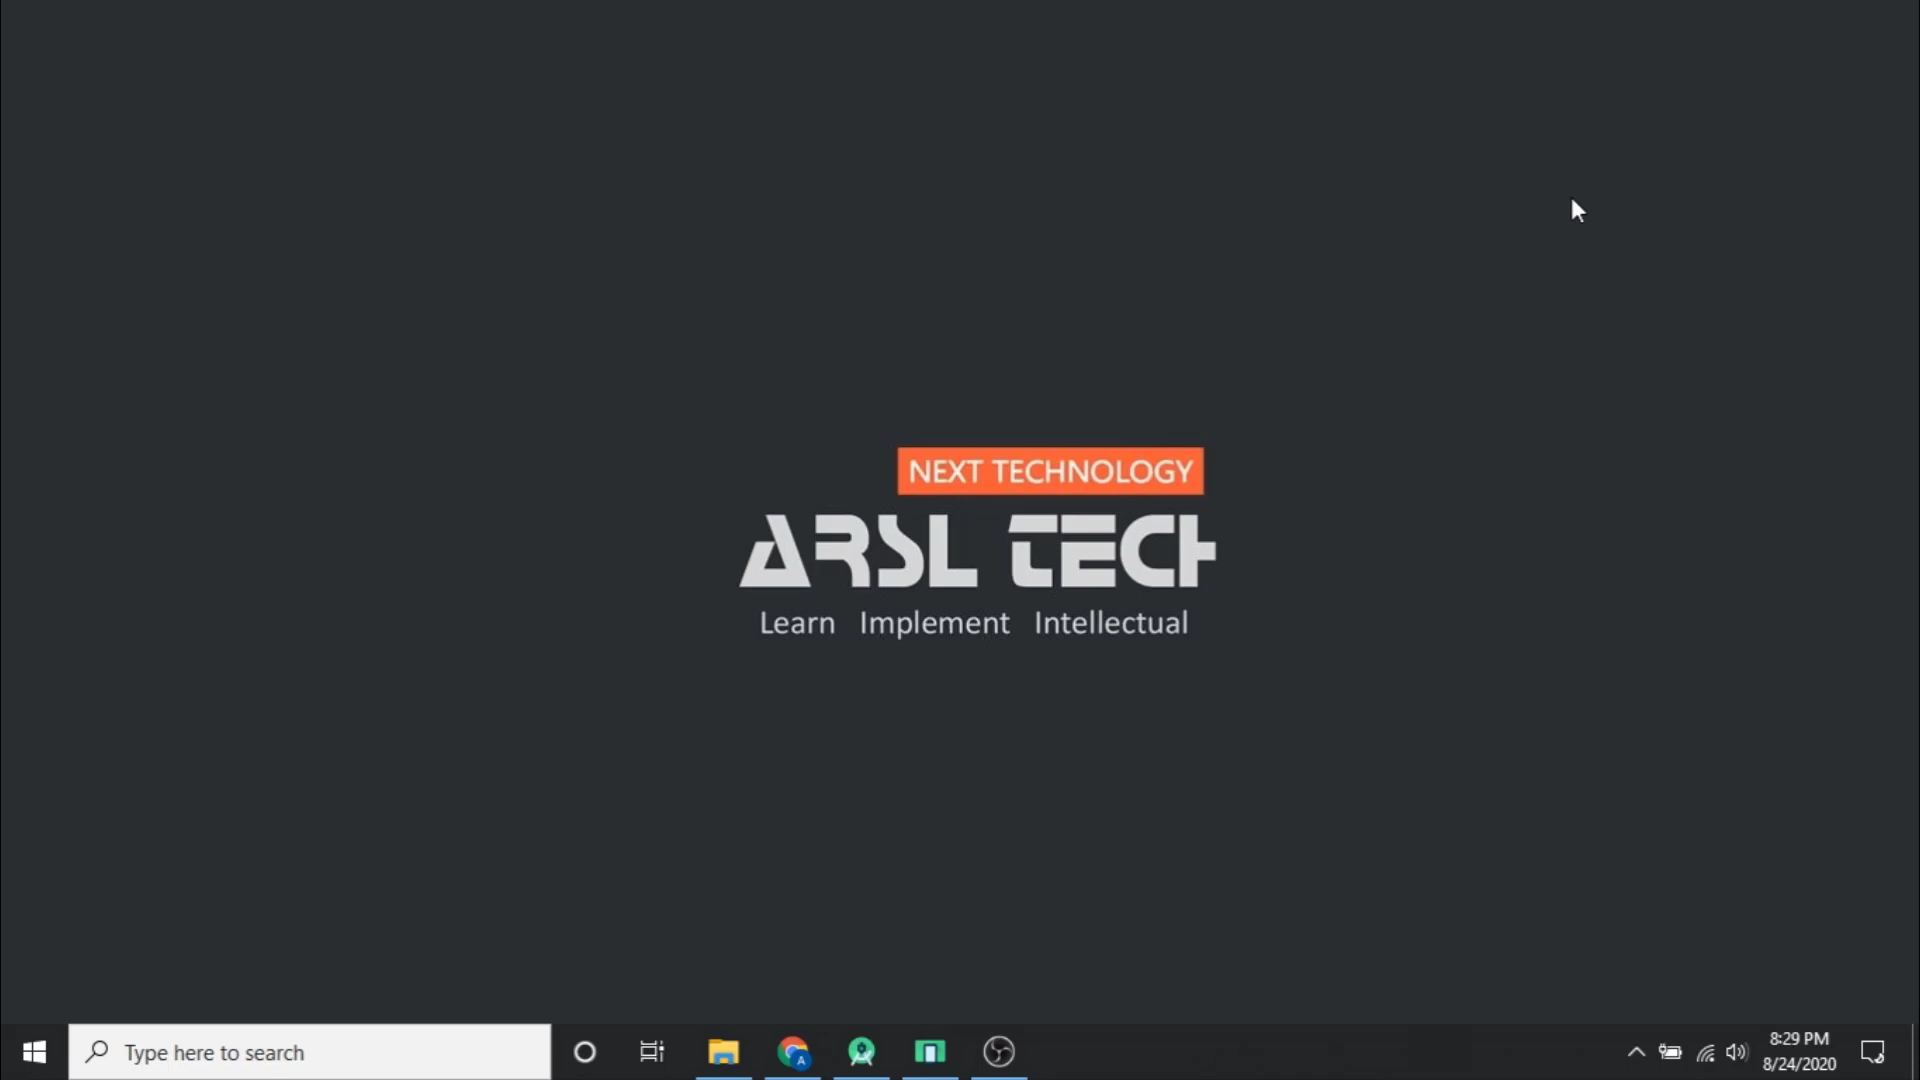 NEXT TECHNOLOGY
ARSL TECH
Learn Implement Intellectual
Type here to search
A
8:29 PM
8/24/2020